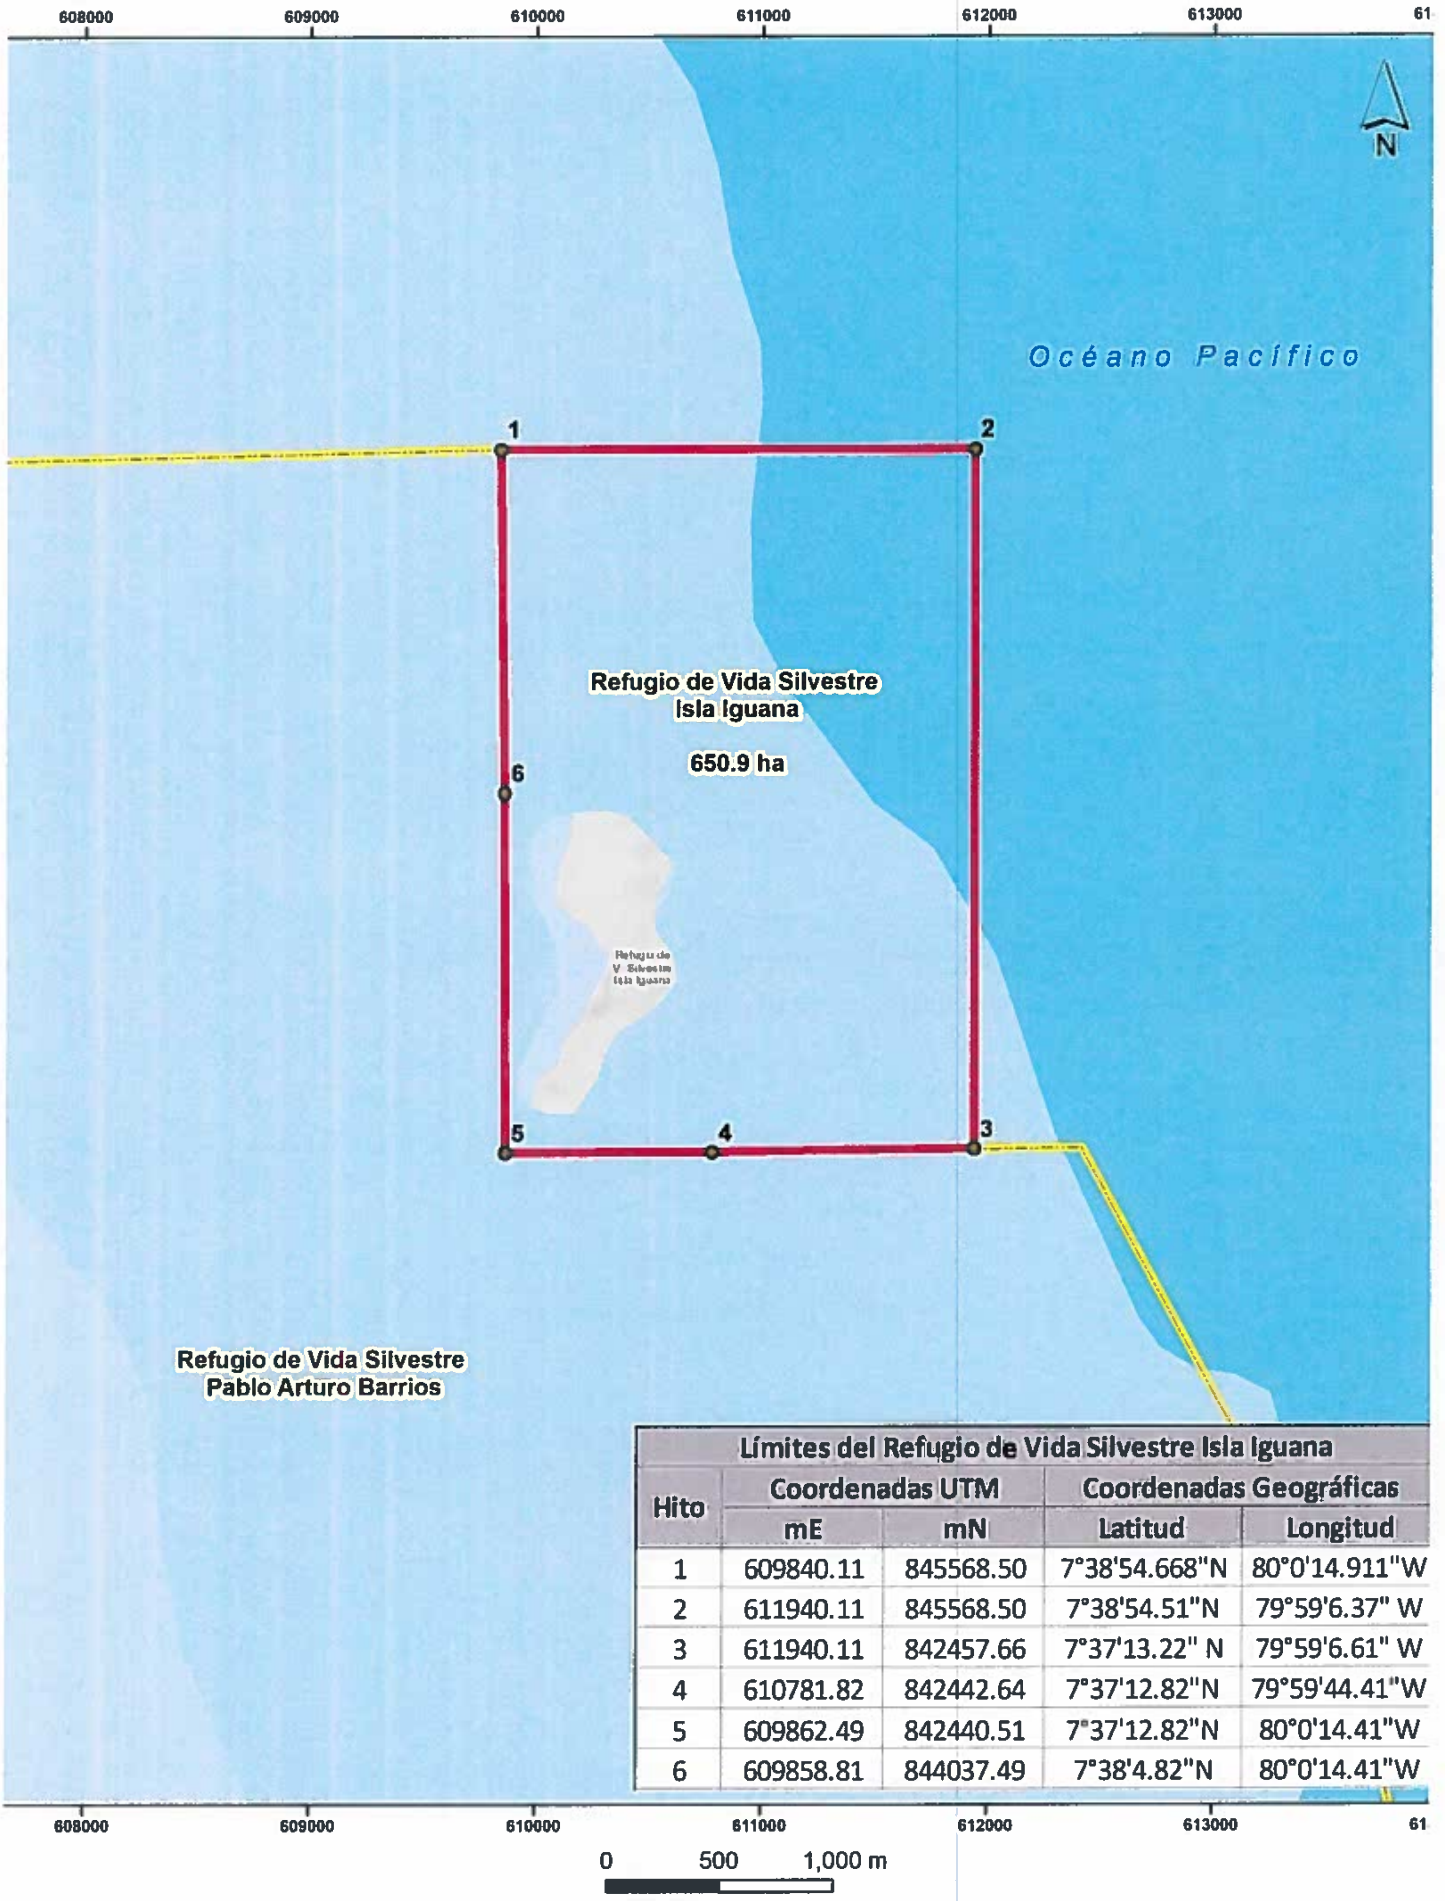 608000 609000 610000 611000 612000 613000 61
N
Océano Pacífico
1
2
Refugio de Vida Silvestre
Isla Iguana
650.9 ha
6
Refugio de
V Silvestre
Isla Iguana
5
4
3
Refugio de Vida Silvestre
Pablo Arturo Barrios
Límites del Refugio de Vida Silvestre Isla Iguana
Hito Coordenadas UTM Coordenadas Geográficas
mE mN Latitud Longitud
1 609840.11 845568.50 7°38'54.668"N 80°0'14.911"W
2 611940.11 845568.50 7°38'54.51"N 79°59'6.37" W
3 611940.11 842457.66 7°37'13.22" N 79°59'6.61" W
4 610781.82 842442.64 7°37'12.82"N 79°59'44.41"W
5 609862.49 842440.51 7°37'12.82"N 80°0'14.41"W
6 609858.81 844037.49 7°38'4.82"N 80°0'14.41"W
608000 609000 610000 611000 612000 613000 61
0 500 1,000 m